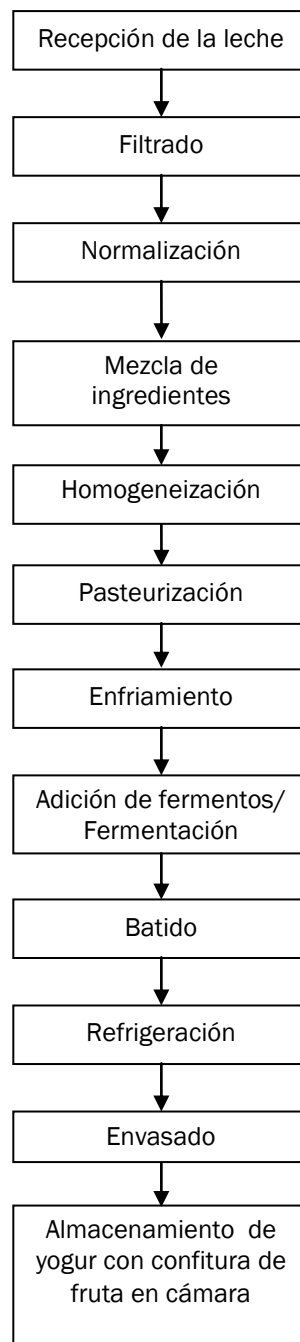 Recepción de la leche
Filtrado
Normalización
Mezcla de
ingredientes
Homogeneización
Pasteurización
Enfriamiento
Adición de fermentos/
Fermentación
Batido
Refrigeración
Envasado
Almacenamiento de
yogur con confitura de
fruta en cámara